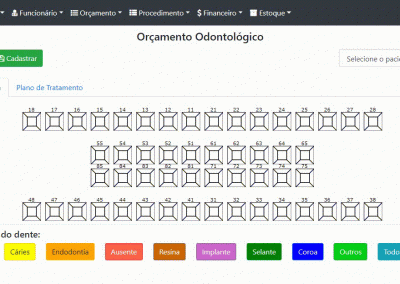 Funcionário Orçamento Procedimento $ Financeiro Estoque
Orçamento Odontológico
Cadastrar
Selecione o pacie
Plano de Tratamento
18 17 16 15 14 13 12 11 21 22 23 24 25 26 27 28
55 54 53 52 51 61 62 63 64 65
85 84 83 82 81 71 72 73 74 75
48 47 46 45 44 43 42 41 31 32 33 34 35 36 37 38
do dente:
Cáries Endodontia Ausente Resina Implante Selante Coroa Outros Todo